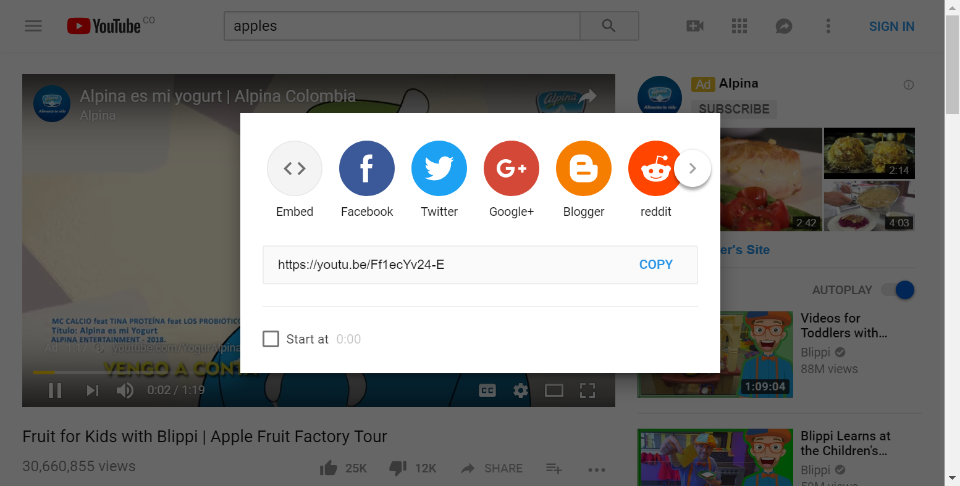 YouTube CO
apples
SIGN IN
Alpina es mi yogurt | Alpina Colombia
Alpina
Ad Alpina
SUBSCRIBE
2:14
2:42
4:03
Embed
Facebook
Twitter
Google+
Blogger
reddit
https://youtu.be/Ff1ecYv24-E
COPY
er's Site
AUTOPLAY
Start at 0:00
MC CALCIO feat TINA PROTEÍNA feat LOS PROBIOTIC
Título: Alpina es mi Yogurt
ALPINA ENTERTAINMENT - 2018.
VENGO A CON
0:02 / 1:19
Videos for
Toddlers with...
Blippi
88M views
1:09:04
Fruit for Kids with Blippi | Apple Fruit Factory Tour
30,660,855 views
25K
12K
SHARE
Blippi Learns at
the Children's...
Blippi